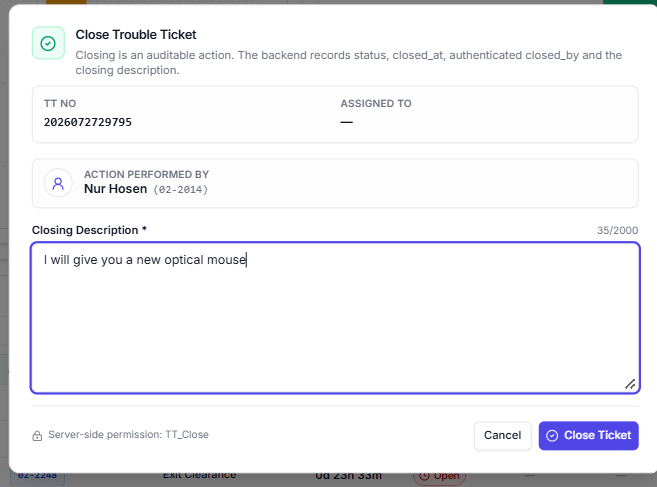 Close Trouble Ticket
Closing is an auditable action. The backend records status, closed_at, authenticated closed_by and the
closing description.
TT NO
2026072729795
ASSIGNED TO
—
ACTION PERFORMED BY
Nur Hosen (02-2014)
Closing Description *
35/2000
I will give you a new optical mouse
Server-side permission: TT_Close
Cancel
Close Ticket
02-2248
Exit Clearance
0d 23h 33m
Open